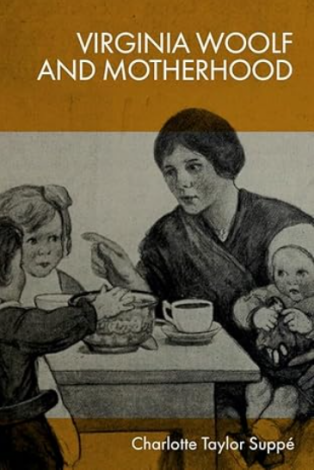 VIRGINIA WOOLF
AND MOTHERHOOD
Charlotte Taylor Suppé